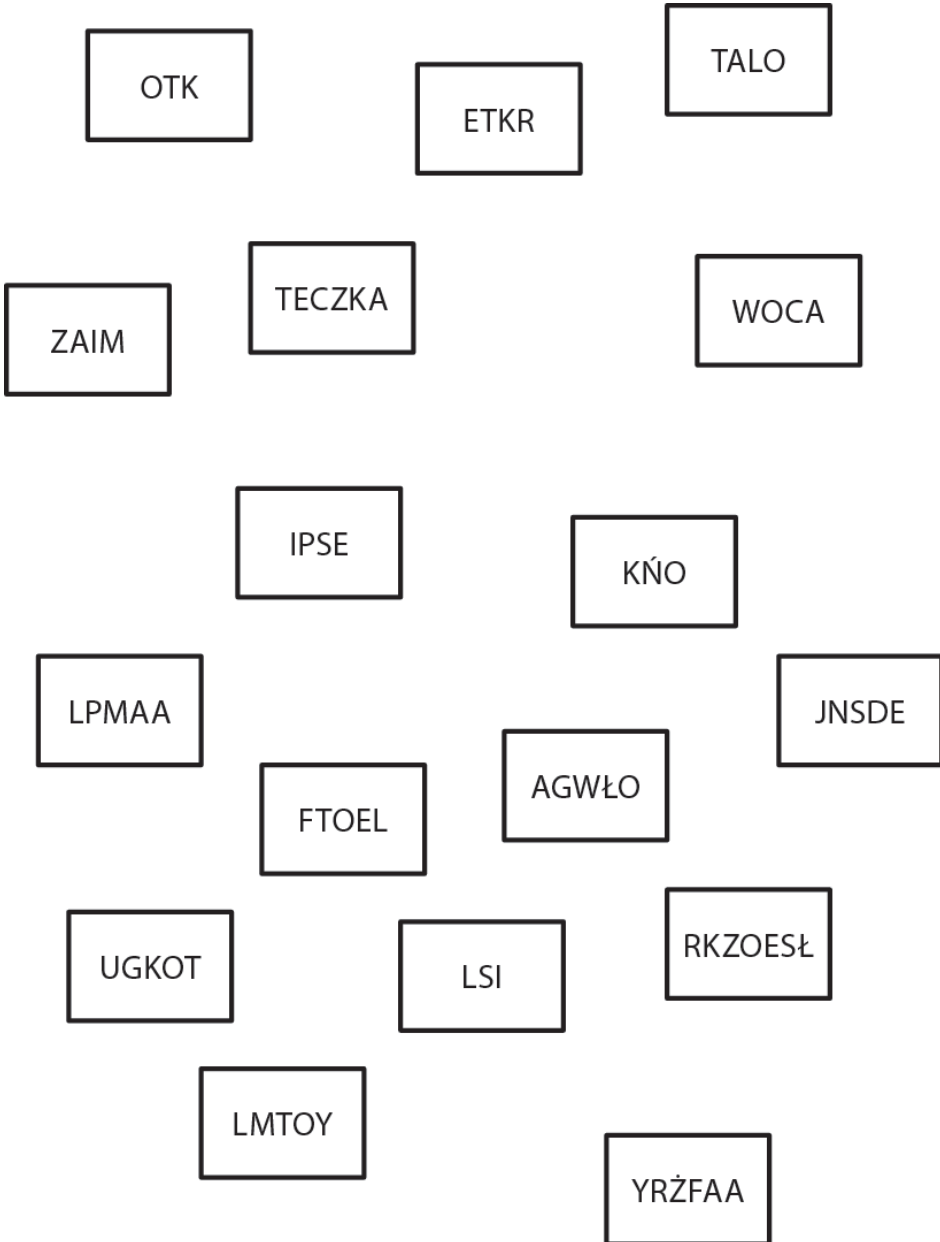 OTK
ETKR
TALO
ZAIM
TECZKA
WOCA
IPSE
KŃO
LPMAA
JNSDE
FTOEL
AGWŁO
UGKOT
LSI
RKZOESŁ
LMTOY
YRŻFAA